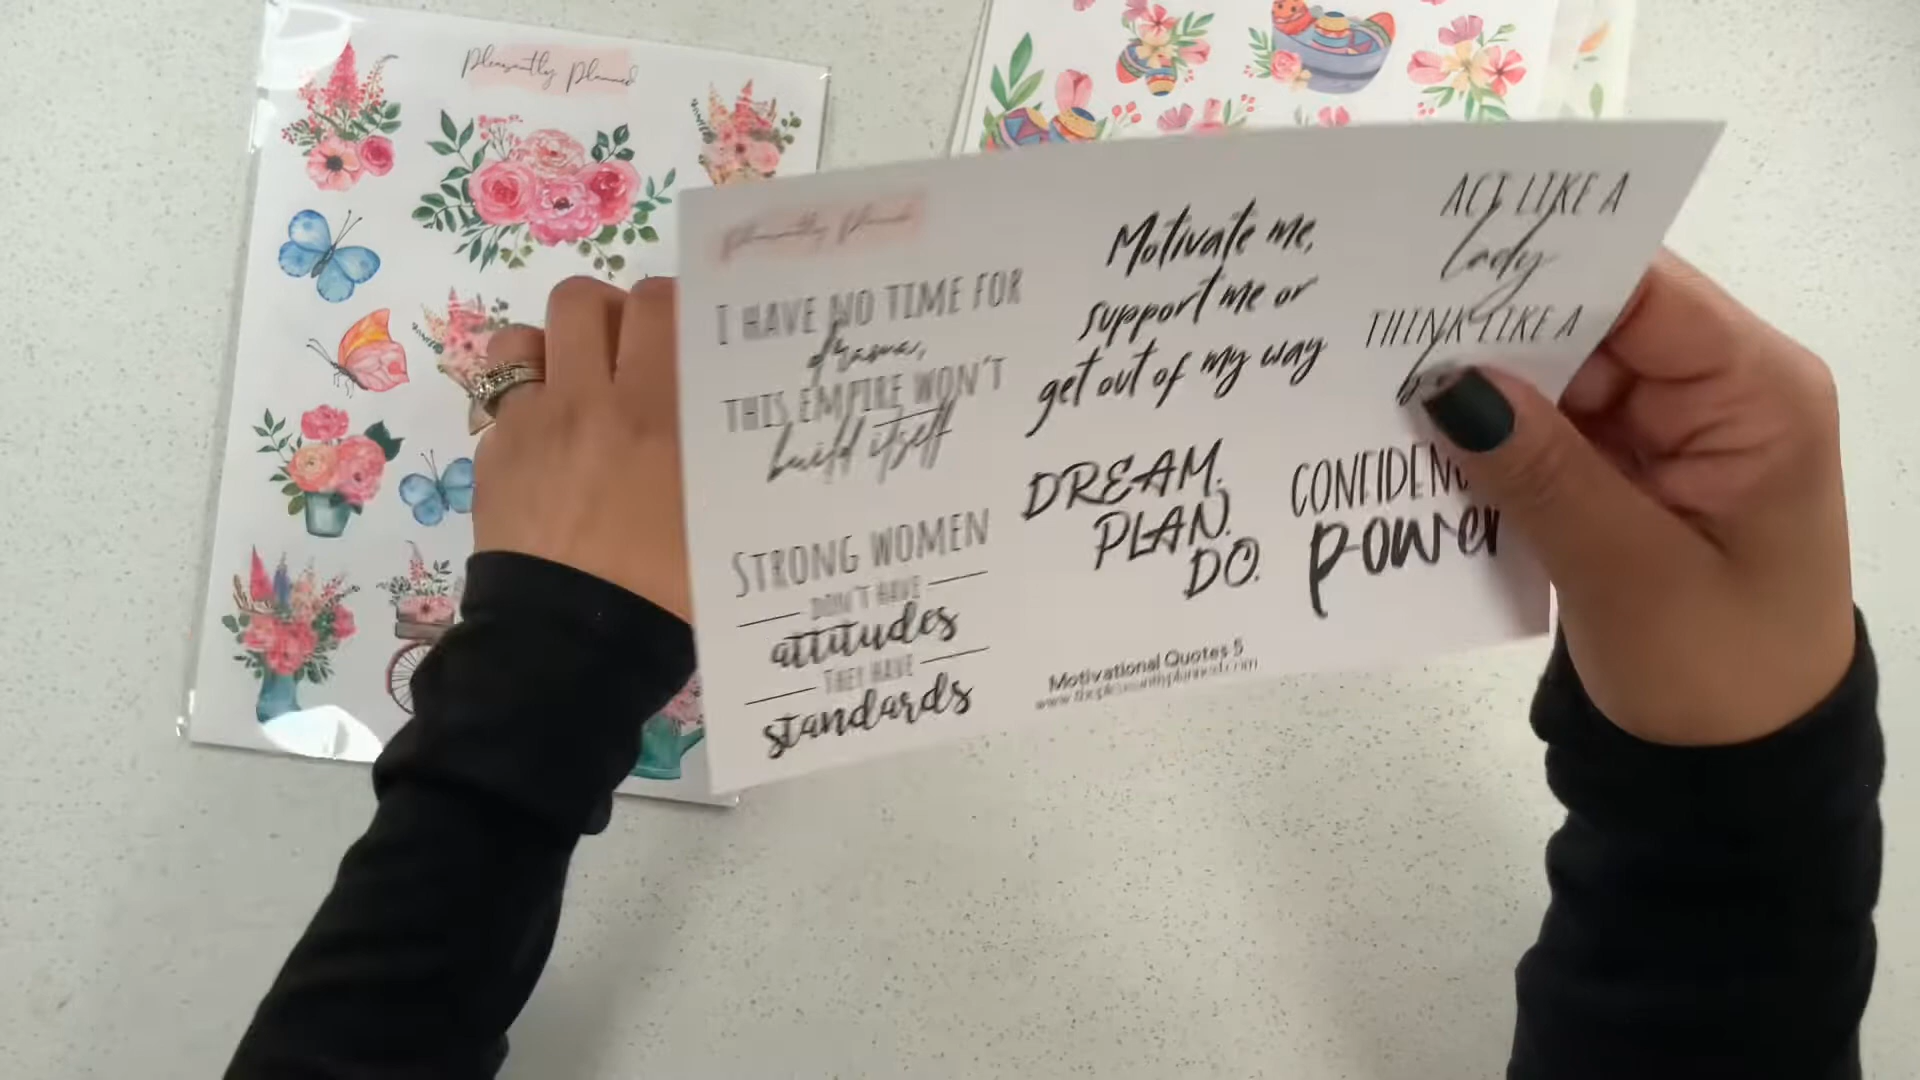 Pleasantly Planned
Pleasantly Planned
I HAVE NO TIME FOR
drama,
THIS EMPIRE WON'T
build itself
STRONG WOMEN
DON'T HAVE
attitudes
THEY HAVE
standards
Motivate me,
support me or
get out of my way
DREAM.
PLAN.
DO.
ACT LIKE A
lady
THINK LIKE A
power
Motivational Quotes 5